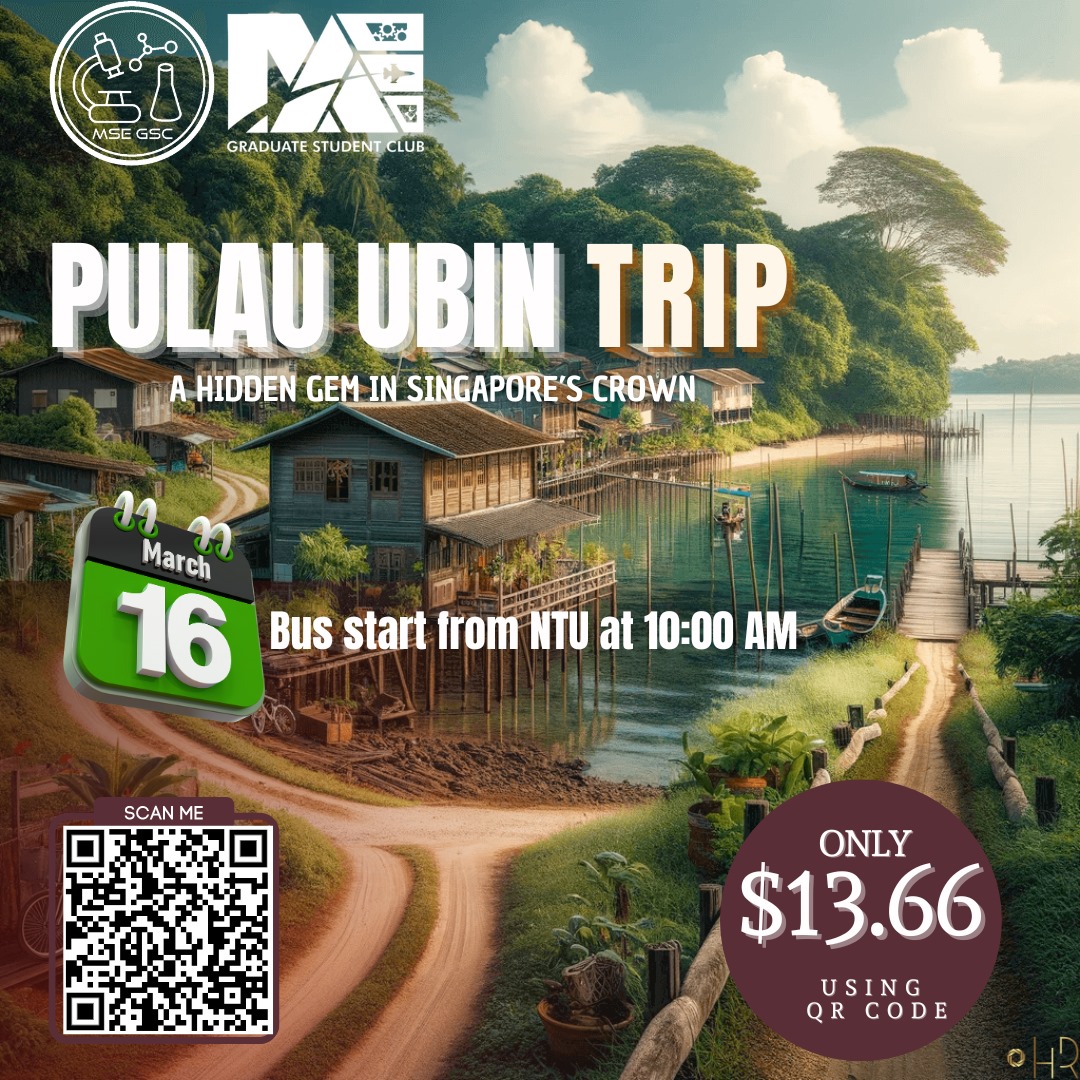 MSE GSC
GRADUATE STUDENT CLUB
PULAU UBIN TRIP
A HIDDEN GEM IN SINGAPORE'S CROWN
March
16
Bus start from NTU at 10:00 AM
SCAN ME
ONLY
$13.66
USING
QR CODE
HR